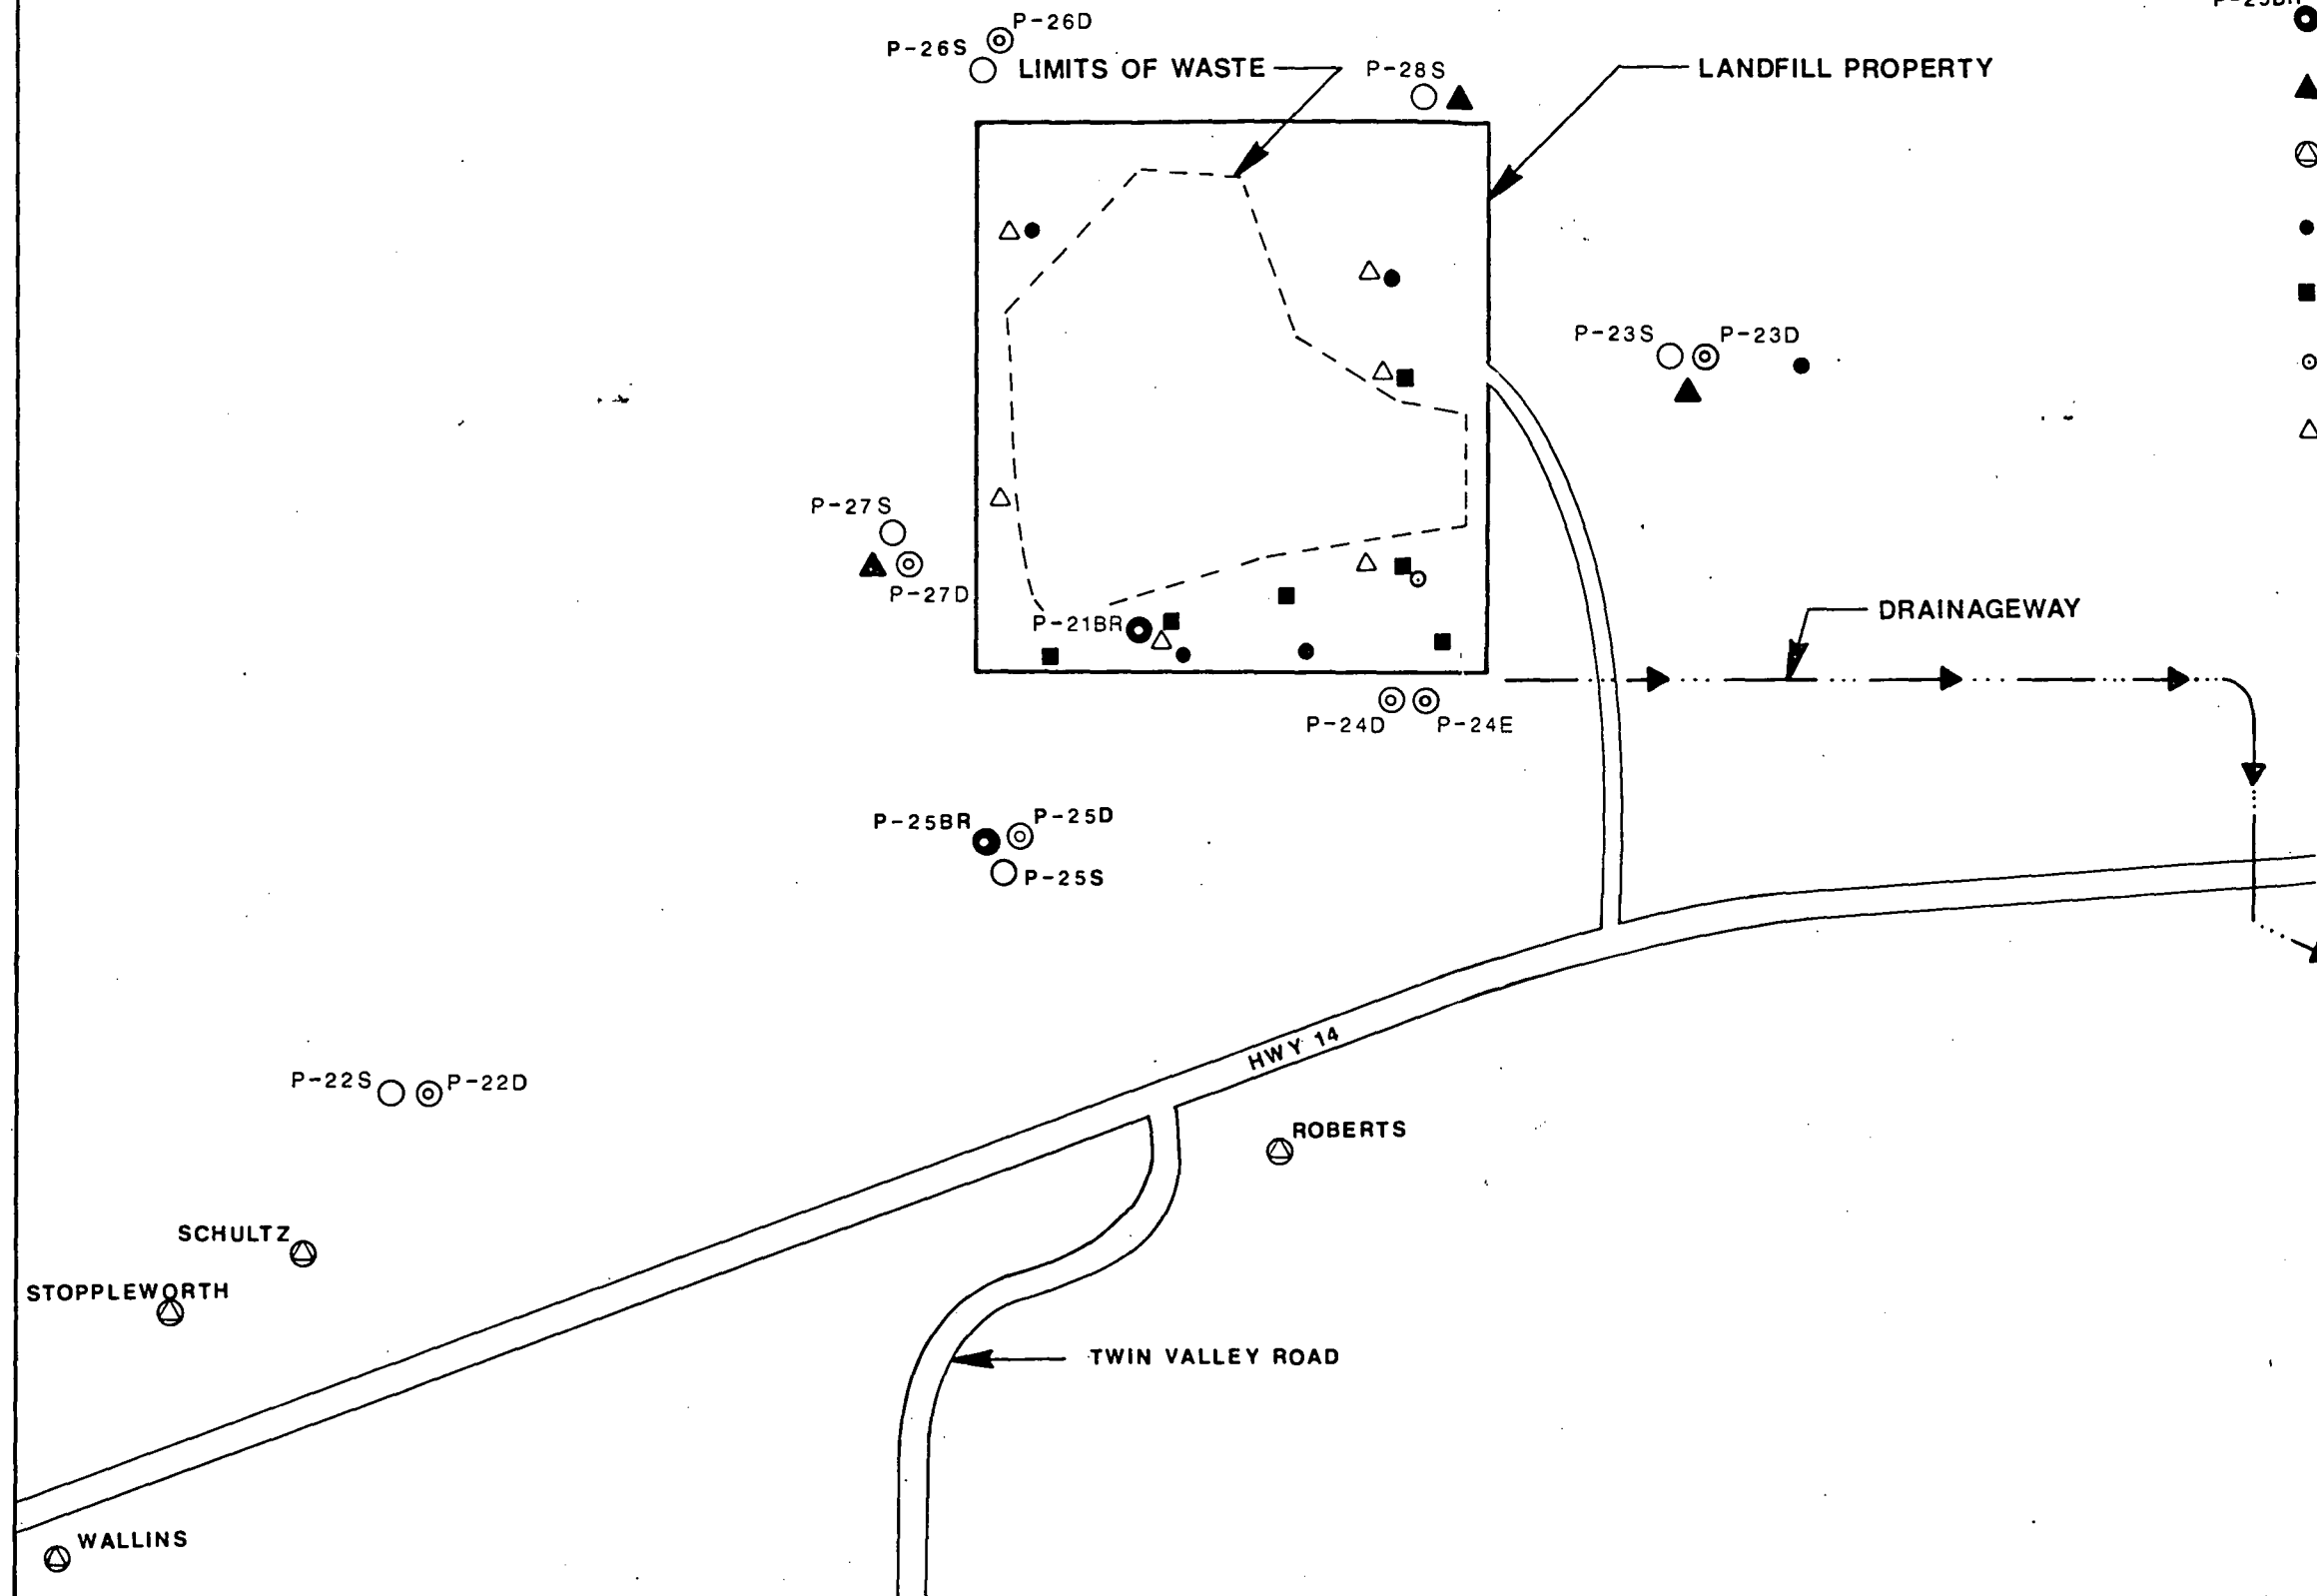 P-26D
P-26S
LIMITS OF WASTE
P-28S
LANDFILL PROPERTY
P-23S
P-23D
P-27S
P-27D
P-21BR
DRAINAGEWAY
P-24D
P-24E
P-25BR
P-25D
P-25S
HWY 14
P-22S
P-22D
ROBERTS
SCHULTZ
STOPPLEWORTH
TWIN VALLEY ROAD
WALLINS